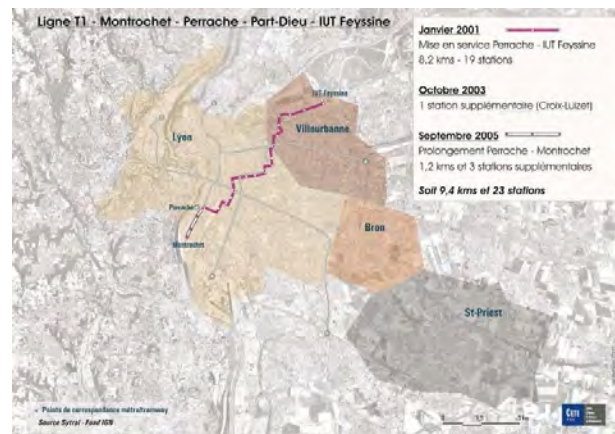 Ligne T1 - Montrochet - Perrache - Part-Dieu - IUT Feyssine
Janvier 2001
Mise en service Perrache - IUT Feyssine
8,2 kms - 19 stations
Octobre 2003
1 station supplémentaire (Croix-Luizet)
Septembre 2005
Prolongement Perrache - Montrochet
1,2 kms et 3 stations supplémentaires
Soit 9,4 kms et 23 stations
IUT Feyssine
Lyon
Villeurbanne
Perrache
Montrochet
Bron
St-Priest
Points de correspondance métro/tramway
Source Sytral - Fond IGN